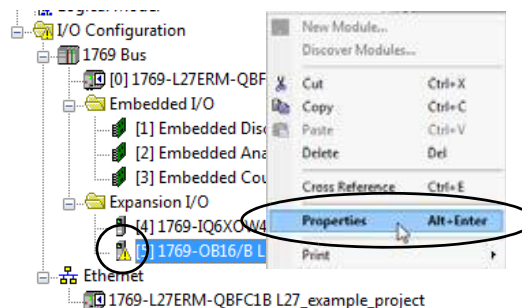 I/O Configuration
1769 Bus
[0] 1769-L27ERM-QBF
Embedded I/O
[1] Embedded Disc
[2] Embedded Ana
[3] Embedded Cou
Expansion I/O
[4] 1769-IQ6XOW4
[5] 1769-OB16/B L
Ethernet
1769-L27ERM-QBFC1B L27_example_project
New Module...
Discover Modules...
Cut Ctrl+X
Copy Ctrl+C
Paste Ctrl+V
Delete Del
Cross Reference Ctrl+E
Properties Alt+Enter
Print